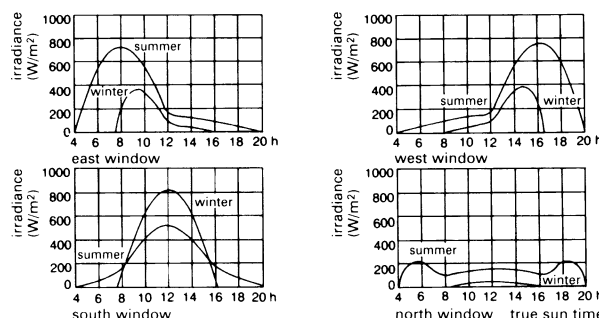 irradiance
(W/m²)
1000
800
600
400
200
0
summer
winter
4 6 8 10 12 14 16 18 20 h
east window
irradiance
(W/m²)
1000
800
600
400
200
0
summer
winter
4 6 8 10 12 14 16 18 20 h
west window
irradiance
(W/m²)
1000
800
600
400
200
0
winter
summer
4 6 8 10 12 14 16 18 20 h
south window
irradiance
(W/m²)
1000
800
600
400
200
0
summer
winter
4 6 8 10 12 14 16 18 20 h
north window true sun time